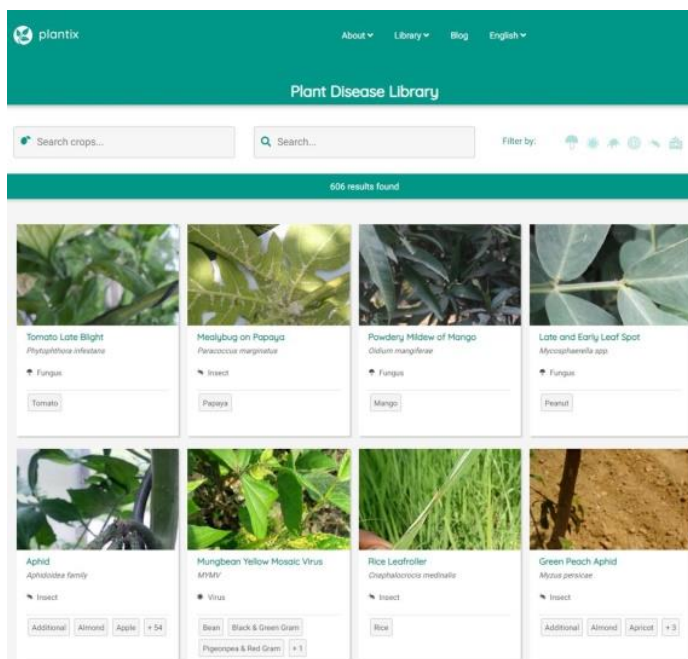 plantix
About Library Blog English
Plant Disease Library
Search crops... Search... Filter by:
606 results found
Tomato Late Blight
Phytophthora infestans
Fungus
Tomato
Mealybug on Papaya
Paracoccus marginatus
Insect
Papaya
Powdery Mildew of Mango
Oidium mangiferae
Fungus
Mango
Late and Early Leaf Spot
Mycosphaerella spp.
Fungus
Peanut
Aphid
Aphidoidea family
Insect
Additional Almond Apple + 54
Mungbean Yellow Mosaic Virus
MYMV
Virus
Bean Black & Green Gram
Pigeonpea & Red Gram + 1
Rice Leafroller
Cnaphalocrocis medinalis
Insect
Rice
Green Peach Aphid
Myzus persicae
Insect
Additional Almond Apricot + 3